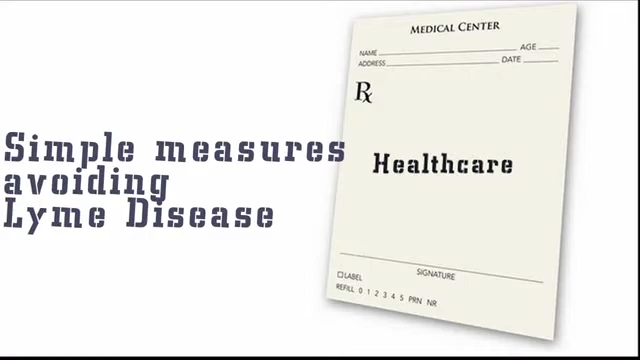 Simple measures
avoiding
Lyme Disease
MEDICAL CENTER
NAME AGE
ADDRESS DATE
Rx
Healthcare
SIGNATURE
LABEL
REFILL 0 1 2 3 4 5 PRN NR